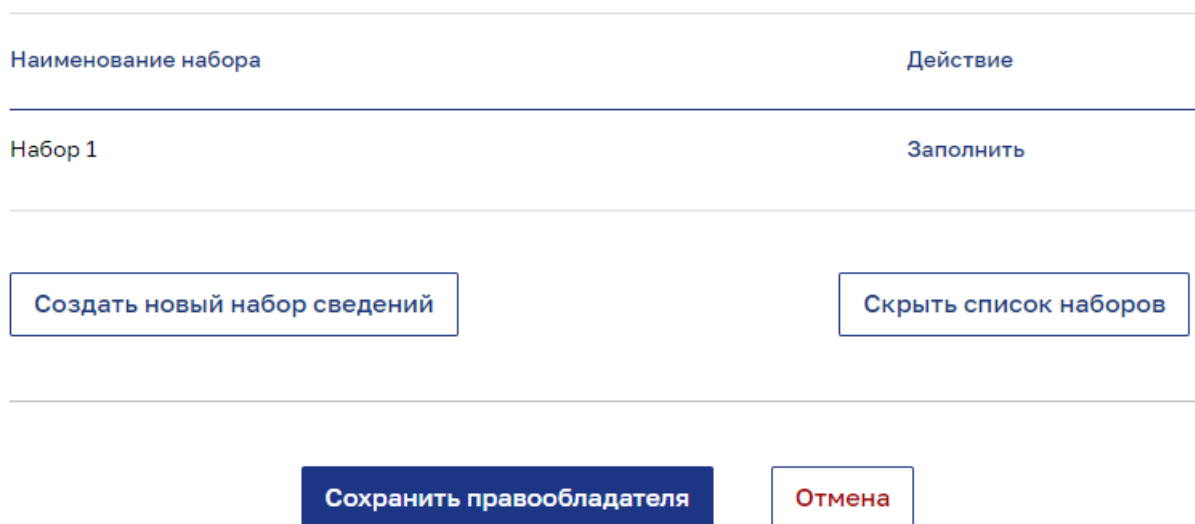 Наименование набора Действие
Набор 1 Заполнить
Создать новый набор сведений Скрыть список наборов
Сохранить правообладателя Отмена